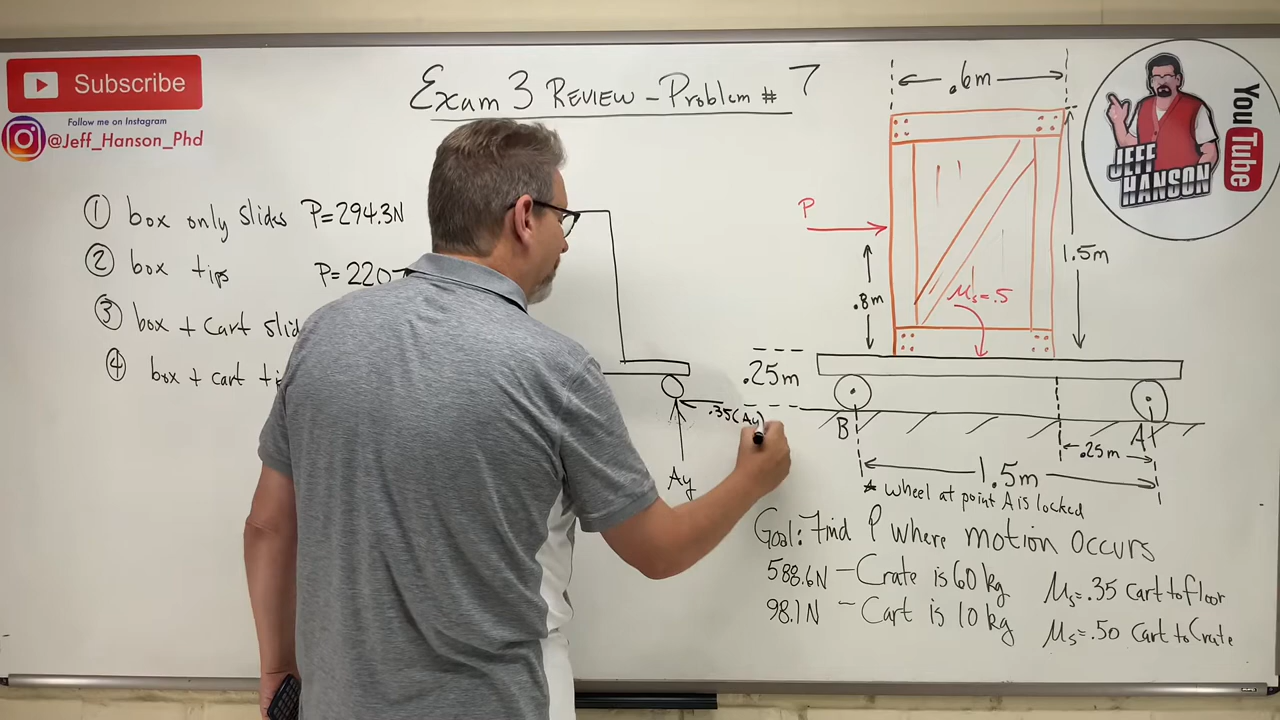 Subscribe
Follow me on Instagram
@Jeff_Hanson_Phd
Exam 3 REVIEW - Problem # 7
① box only slides P=294.3N
② box tips P=220
③ box + cart slid
④ box + cart ti
.35(Ay)
Ay
.6m
P
.8m
1.5m
μs=.5
.25m
B
A
.25m
1.5m
* wheel at point A is locked
Goal: Find P where motion occurs
588.6N - Crate is 60 kg μs=.35 Cart to floor
98.1N - Cart is 10 kg μs=.50 Cart to Crate
JEFF HANSON
YouTube